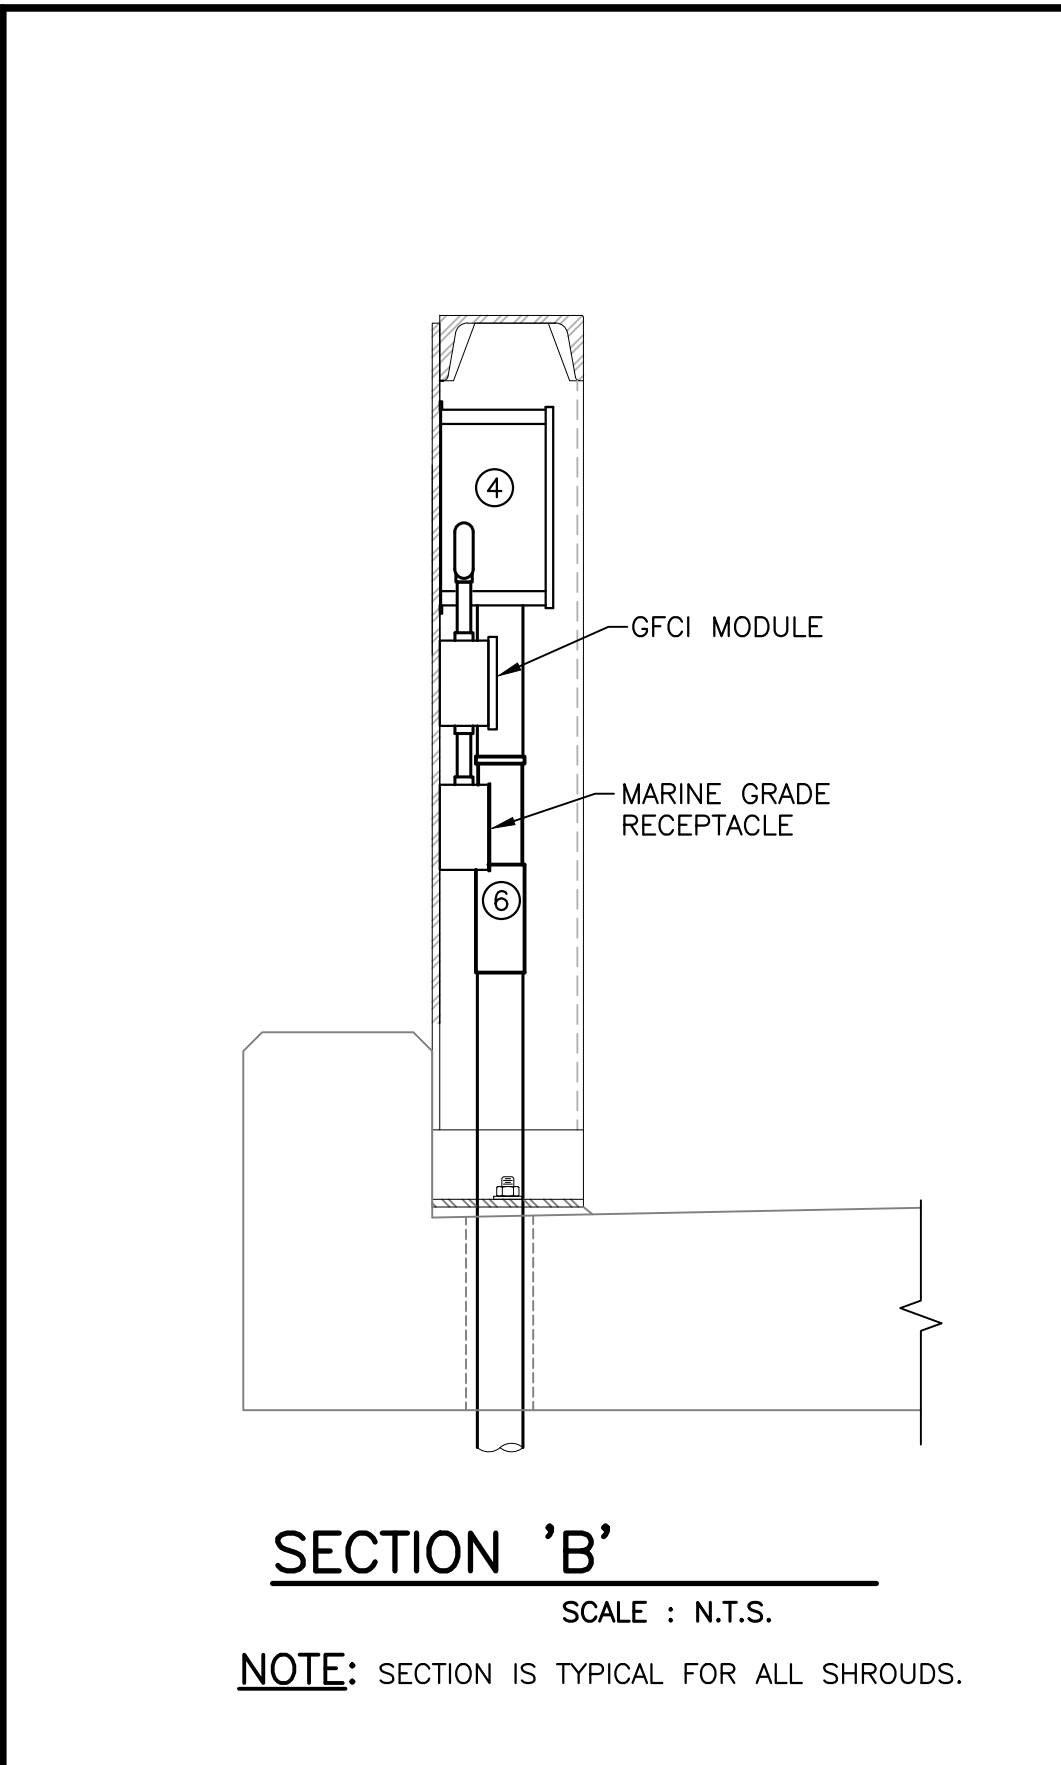 4
GFCI MODULE
MARINE GRADE
RECEPTACLE
6
SECTION 'B'
SCALE : N.T.S.
NOTE: SECTION IS TYPICAL FOR ALL SHROUDS.